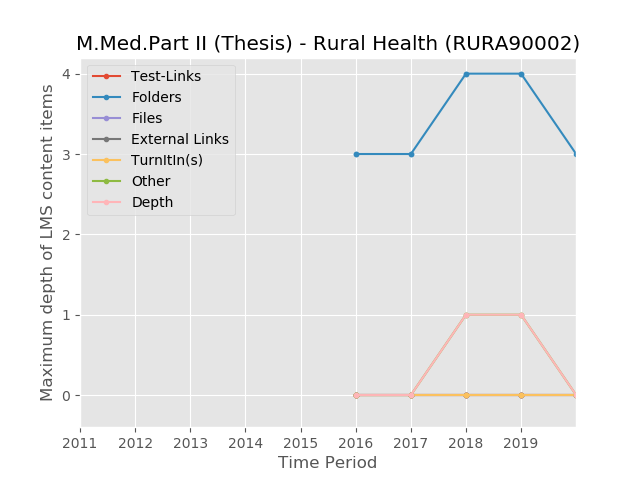 M.Med.Part II (Thesis) - Rural Health (RURA90002)
Test-Links
Folders
Files
External Links
TurnItIn(s)
Other
Depth
Maximum depth of LMS content items
4
3
2
1
0
2011 2012 2013 2014 2015 2016 2017 2018 2019
Time Period